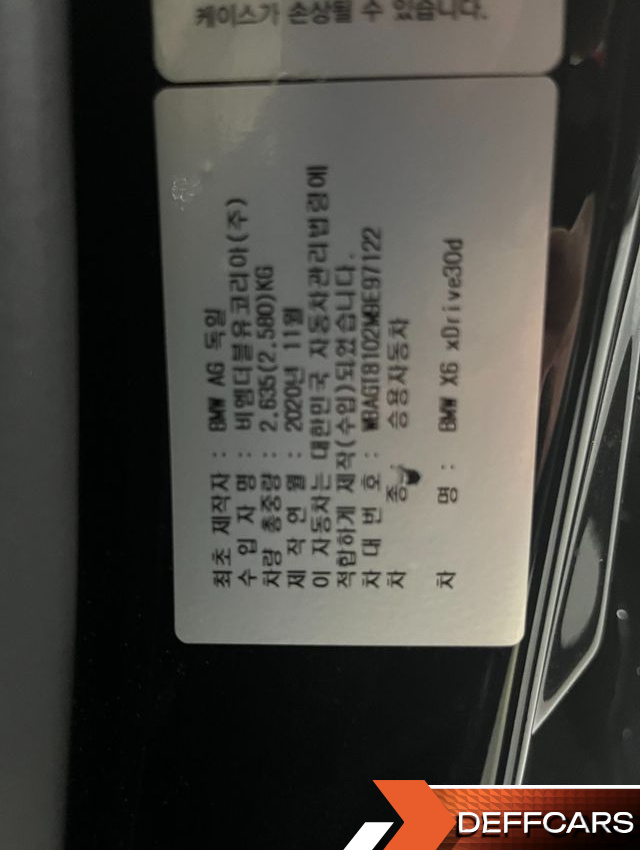 케이스가 손상될 수 있습니다.
최초 제작자 : BMW AG 독일
수 입 자 명 : 비엠더블유코리아(주)
차량 총중량 : 2,635(2,580)KG
제 작 연 월 : 2020년 11월
이 자동차는 대한민국 자동차관리법령에
적합하게 제작(수입)되었습니다.
차 대 번 호 : WBAGT8102M9E97122
차 종 승용자동차
차 명 : BMW X6 xDrive30d
DEFFCARS